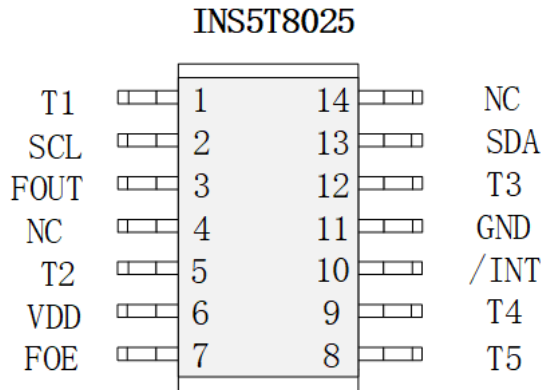 INS5T8025
T1 1 14 NC
SCL 2 13 SDA
FOUT 3 12 T3
NC 4 11 GND
T2 5 10 /INT
VDD 6 9 T4
FOE 7 8 T5